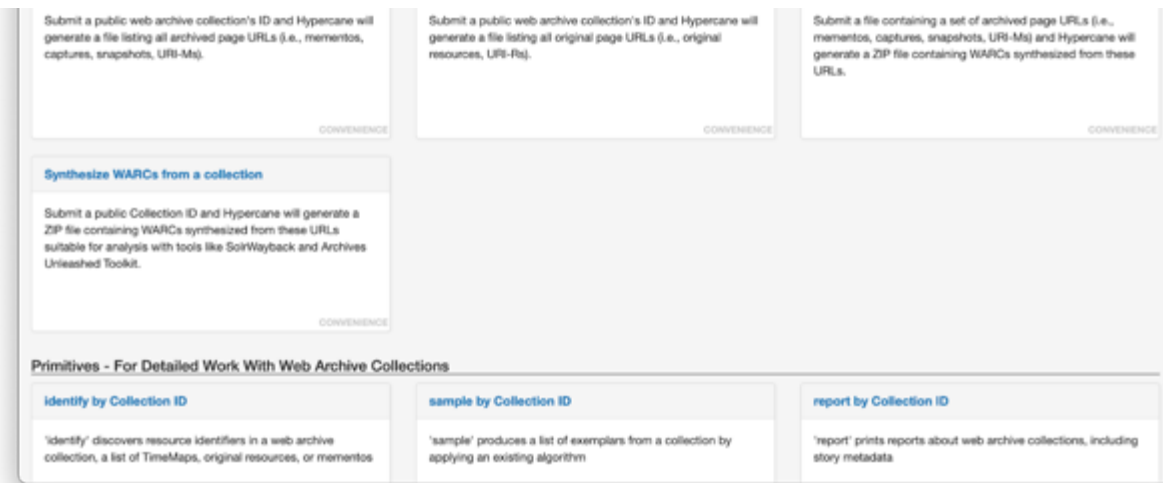 Submit a public web archive collection's ID and Hypercane will
generate a file listing all archived page URLs (i.e., mementos,
captures, snapshots, URI-Ms).
CONVENIENCE
Submit a public web archive collection's ID and Hypercane will
generate a file listing all original page URLs (i.e., original
resources, URI-Rs).
CONVENIENCE
Submit a file containing a set of archived page URLs (i.e.,
mementos, captures, snapshots, URI-Ms) and Hypercane will
generate a ZIP file containing WARCs synthesized from these
URLs.
CONVENIENCE
Synthesize WARCs from a collection
Submit a public Collection ID and Hypercane will generate a
ZIP file containing WARCs synthesized from these URLs
suitable for analysis with tools like SolrWayback and Archives
Unleashed Toolkit.
CONVENIENCE
Primitives - For Detailed Work With Web Archive Collections
identify by Collection ID
'identify' discovers resource identifiers in a web archive
collection, a list of TimeMaps, original resources, or mementos
sample by Collection ID
'sample' produces a list of exemplars from a collection by
applying an existing algorithm
report by Collection ID
'report' prints reports about web archive collections, including
story metadata